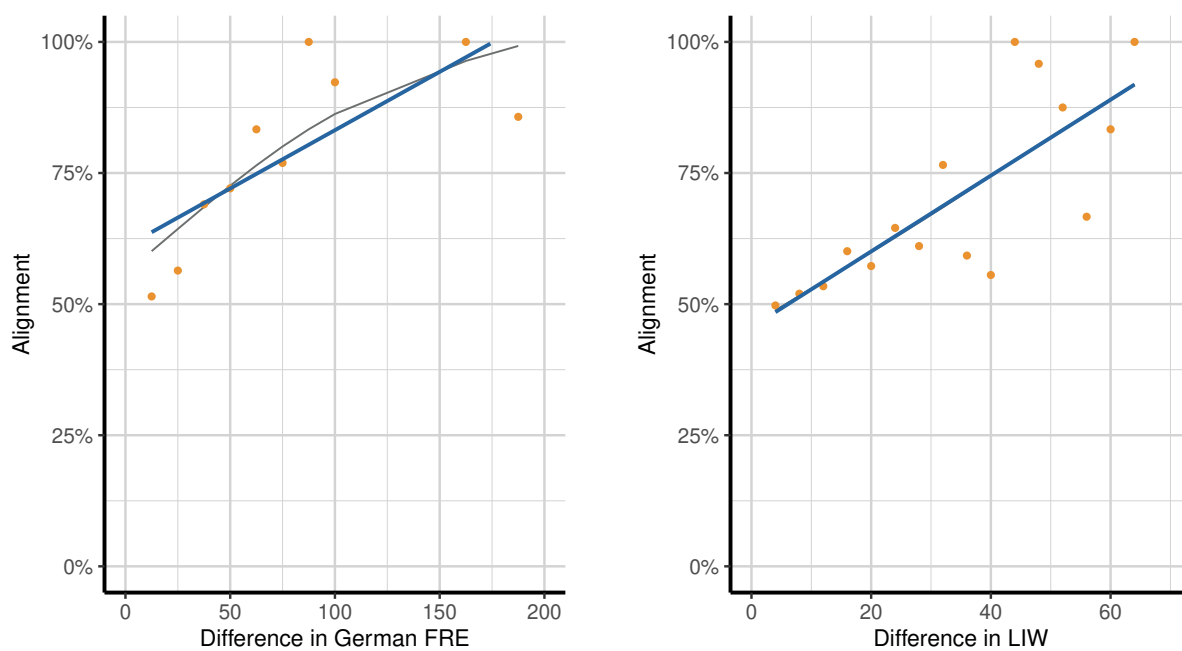 100%
75%
50%
25%
0%
Alignment
0 50 100 150 200
Difference in German FRE
100%
75%
50%
25%
0%
Alignment
0 20 40 60
Difference in LIW